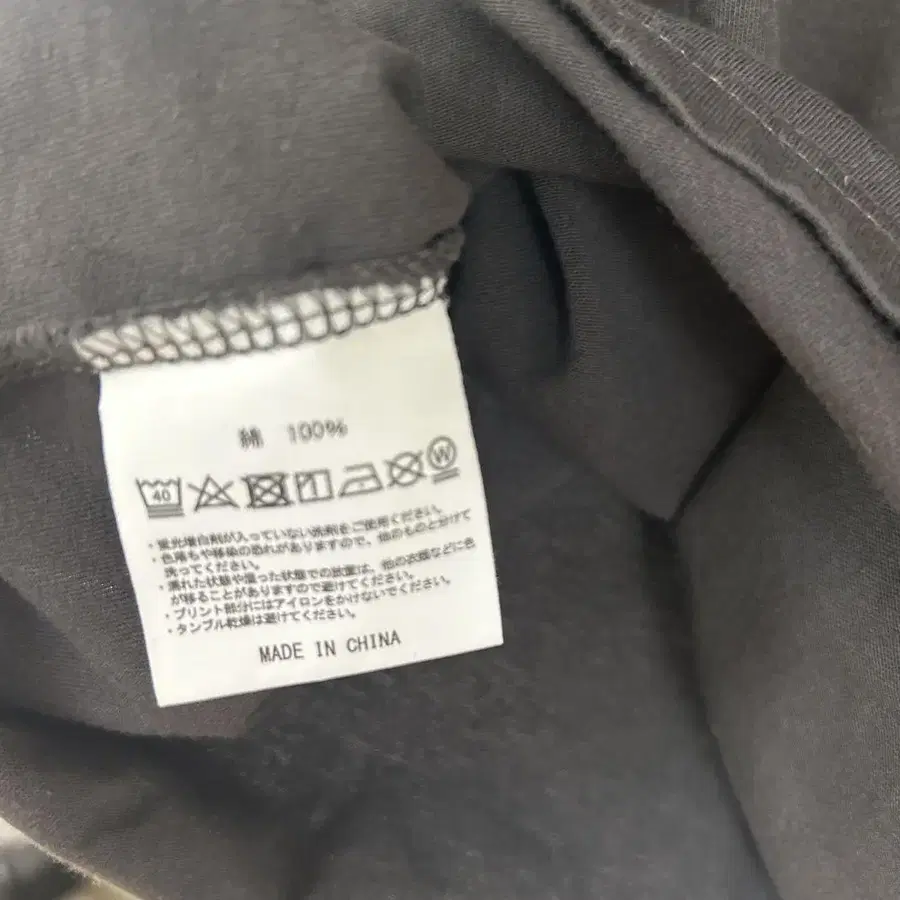 綿 100%
40 W
・蛍光増白剤が入っていない洗剤をご使用ください。
・色落ちや移染の恐れがありますので、他のものと分けて
洗ってください。
・濡れた状態や湿った状態での放置は、他の衣類などに色
が移ることがありますので避けてください。
・プリント部分にはアイロンをかけないでください。
・タンブル乾燥は避けてください。
MADE IN CHINA